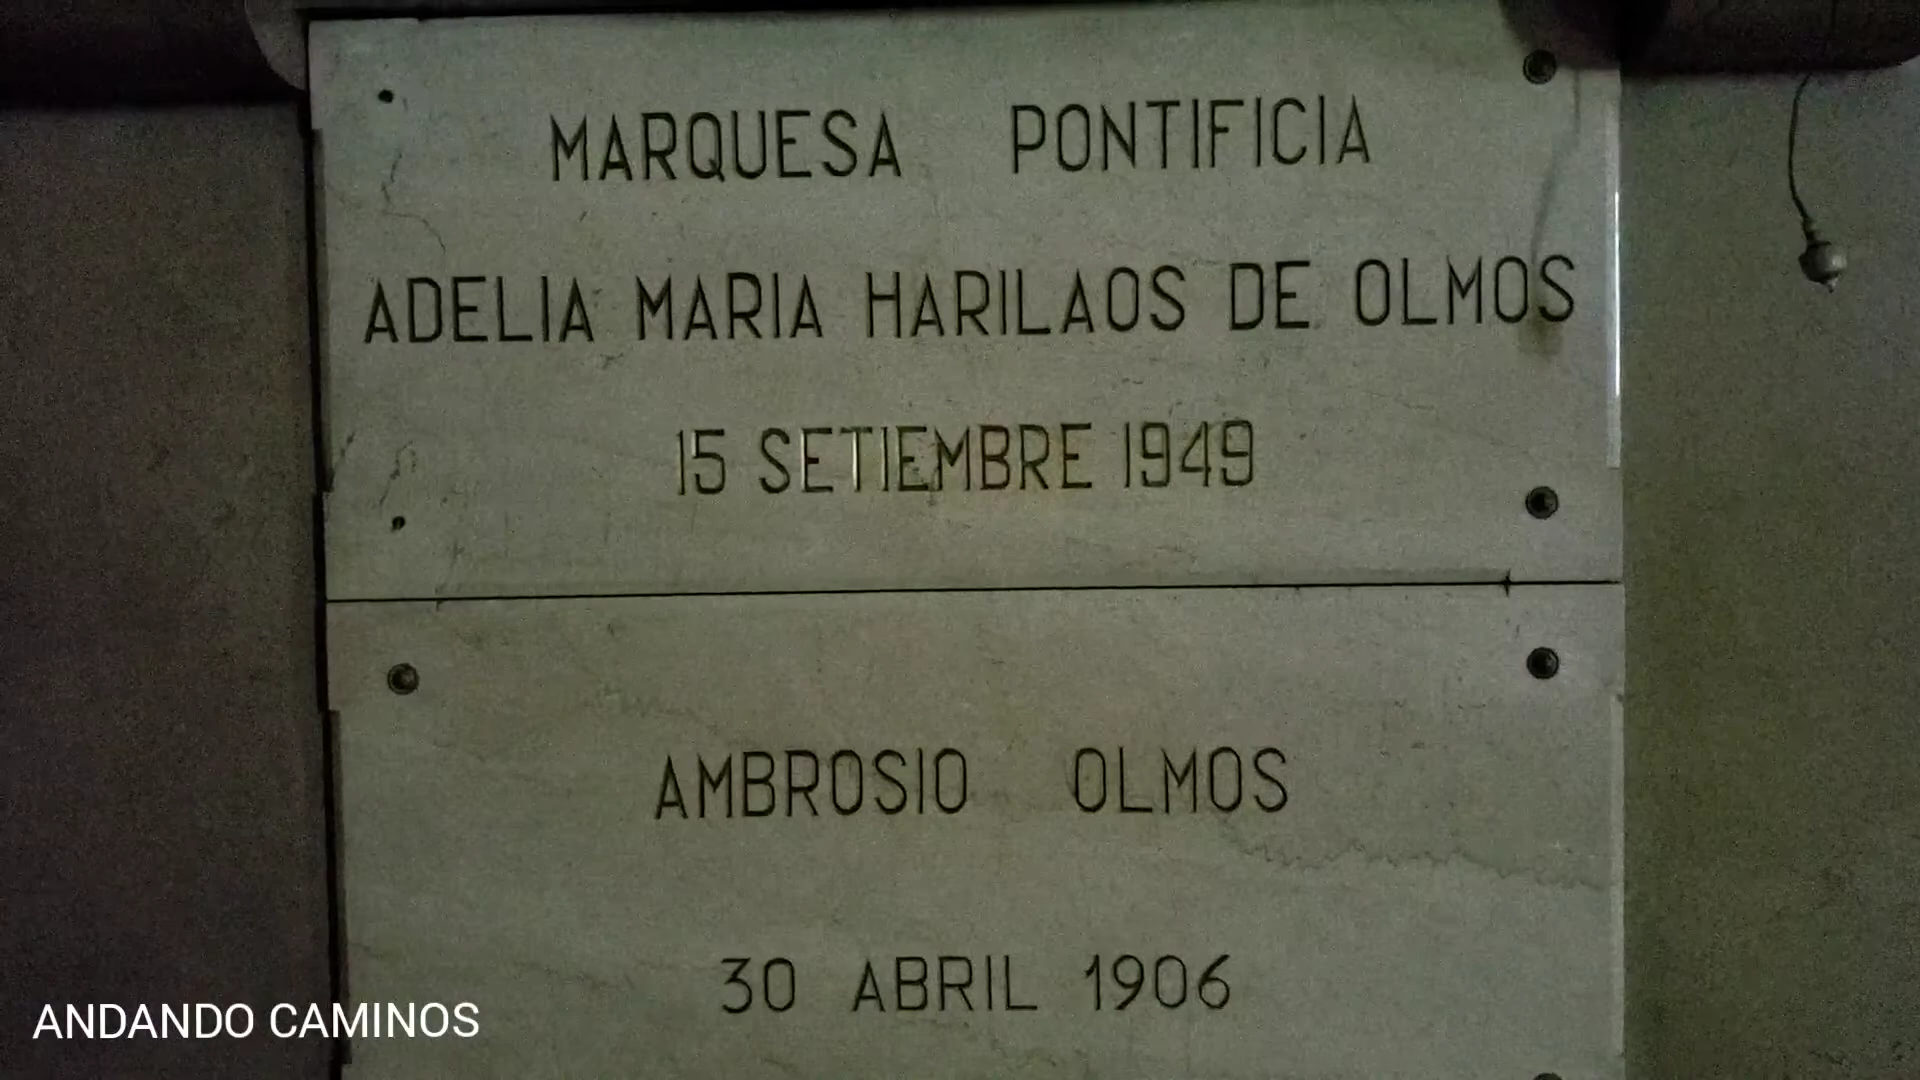 MARQUESA PONTIFICIA
ADELIA MARIA HARILAOS DE OLMOS
15 SETIEMBRE 1949
AMBROSIO OLMOS
30 ABRIL 1906
ANDANDO CAMINOS